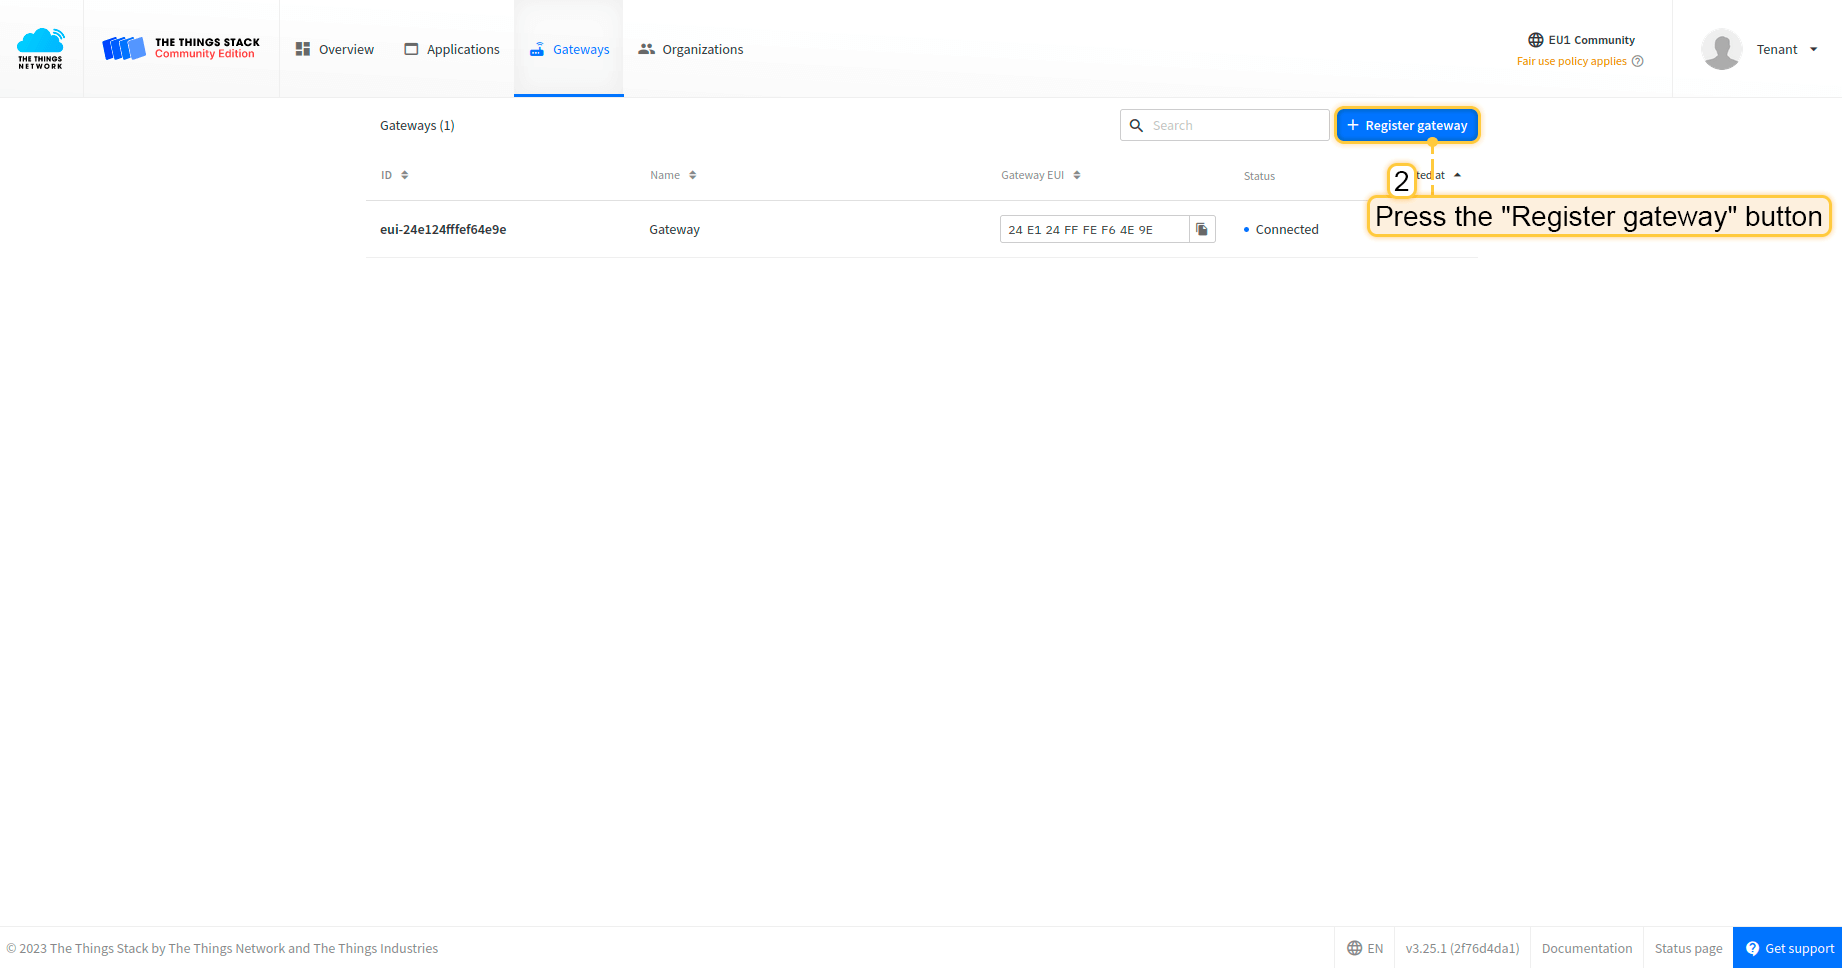 THE THINGS
NETWORK
THE THINGS STACK
Community Edition
Overview
Applications
Gateways
Organizations
EU1 Community
Fair use policy applies
Tenant
Gateways (1)
Search
+ Register gateway
ID
Name
Gateway EUI
Status
ted at
2
Press the "Register gateway" button
eui-24e124fffef64e9e
Gateway
24 E1 24 FF FE F6 4E 9E
Connected
© 2023 The Things Stack by The Things Network and The Things Industries
EN
v3.25.1 (2f76d4da1)
Documentation
Status page
Get support